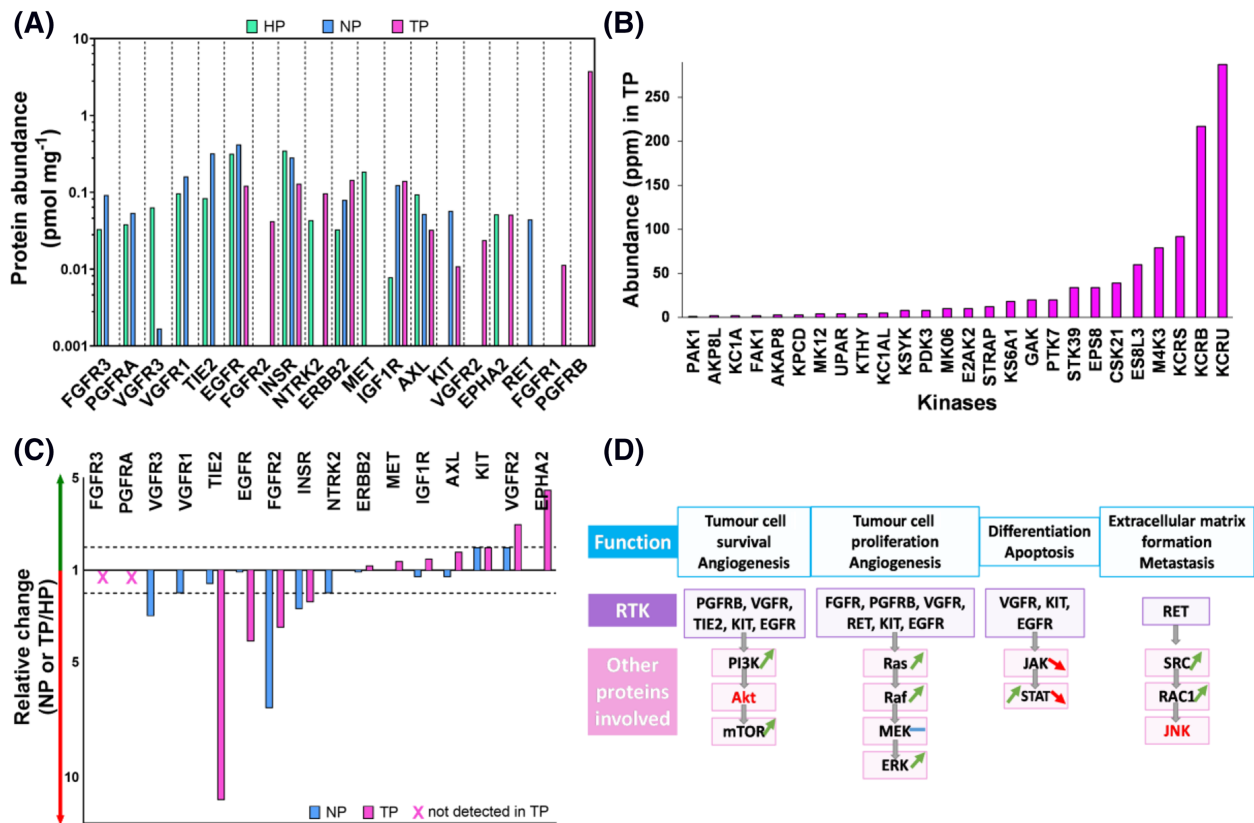 (A)
HP NP TP
Protein abundance
(pmol mg⁻¹)
10
1
0.1
0.01
0.001
FGFR3
PGFRA
VGFR3
VGFR1
TIE2
EGFR
FGFR2
INSR
NTRK2
ERBB2
MET
IGF1R
AXL
KIT
VGFR2
EPHA2
RET
FGFR1
PGFRB
(B)
Abundance (ppm) in TP
250
200
150
100
50
0
PAK1
AKP8L
KC1A
FAK1
AKAP8
KPCD
MK12
UPAR
KTHY
KC1AL
KSYK
PDK3
MK06
E2AK2
STRAP
KS6A1
GAK
PTK7
STK39
EPS8
CSK21
ES8L3
M4K3
KCRS
KCRB
KCRU
Kinases
(C)
Relative change
(NP or TP/HP)
5
1
5
10
FGFR3
PGFRA
VGFR3
VGFR1
TIE2
EGFR
FGFR2
INSR
NTRK2
ERBB2
MET
IGF1R
AXL
KIT
VGFR2
EPHA2
X X
NP TP X not detected in TP
(D)
Function
Tumour cell
survival
Angiogenesis
Tumour cell
proliferation
Angiogenesis
Differentiation
Apoptosis
Extracellular matrix
formation
Metastasis
RTK
PGFRB, VGFR,
TIE2, KIT, EGFR
FGFR, PGFRB, VGFR,
RET, KIT, EGFR
VGFR, KIT,
EGFR
RET
Other
proteins
involved
PI3K
Akt
mTOR
Ras
Raf
MEK
ERK
JAK
STAT
SRC
RAC1
JNK